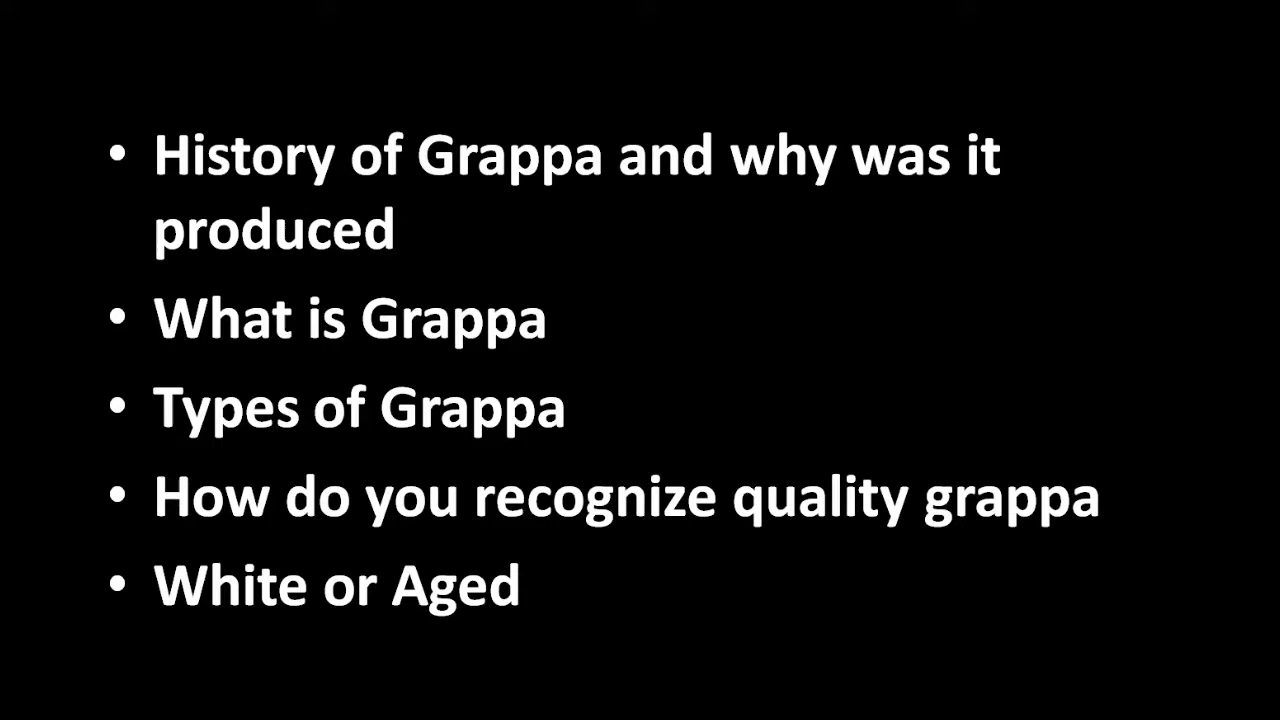 • History of Grappa and why was it
produced
• What is Grappa
• Types of Grappa
• How do you recognize quality grappa
• White or Aged